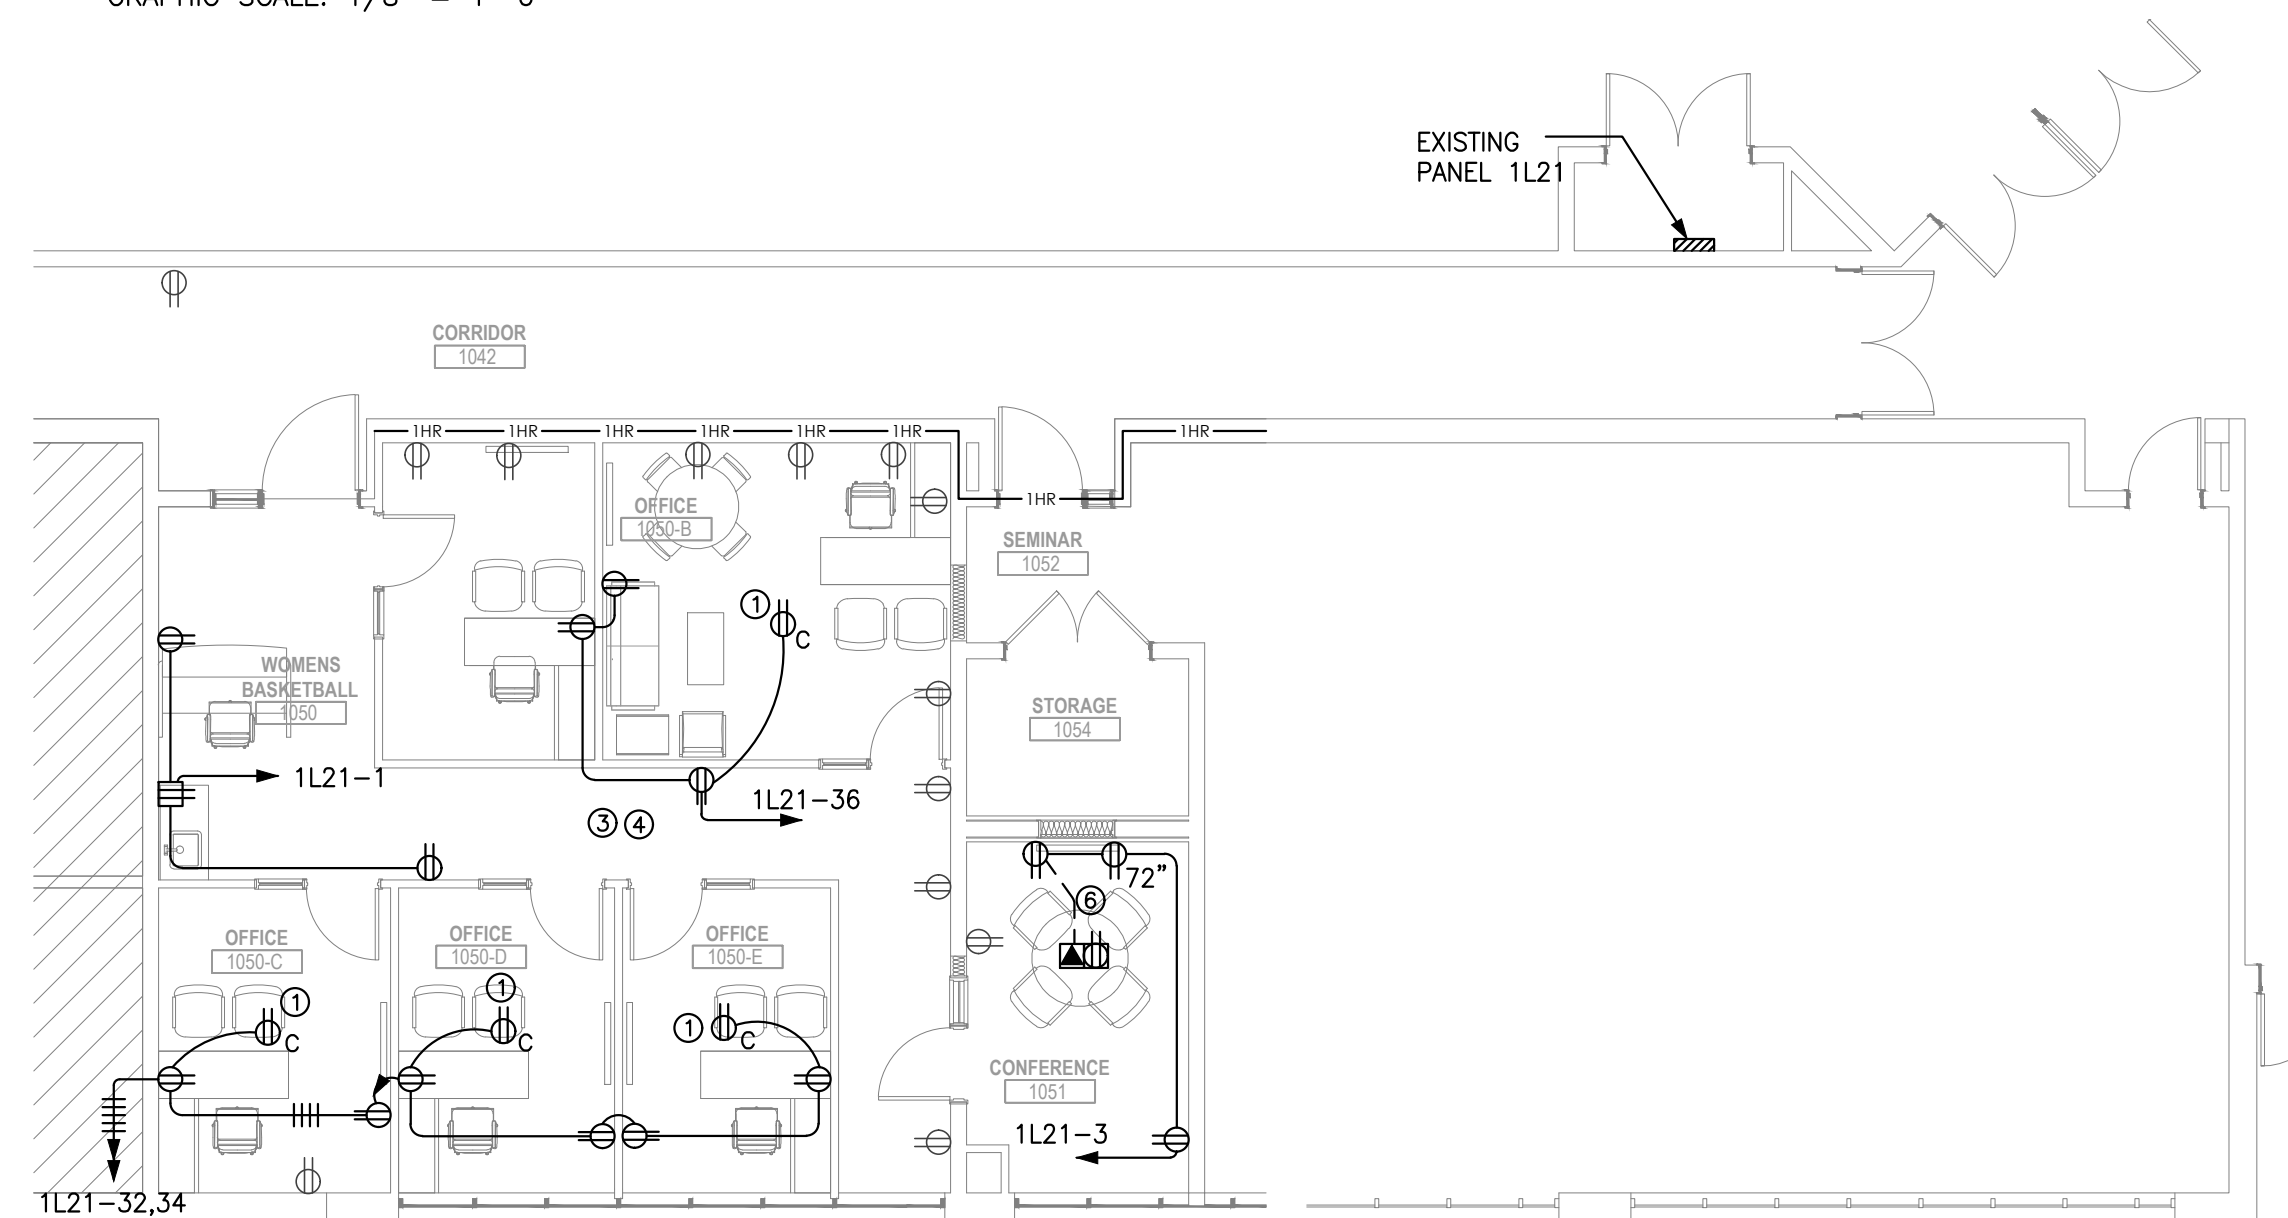 EXISTING
PANEL 1L21
CORRIDOR
1042
1HR 1HR 1HR 1HR 1HR 1HR 1HR
1HR
OFFICE
1050-B
SEMINAR
1052
1
C
WOMENS
BASKETBALL
1050
STORAGE
1054
1L21-1
1L21-36
3 4
72”
6
OFFICE
1050-C
OFFICE
1050-D
OFFICE
1050-E
1
C
1
C
1
C
CONFERENCE
1051
1L21-3
1L21-32,34